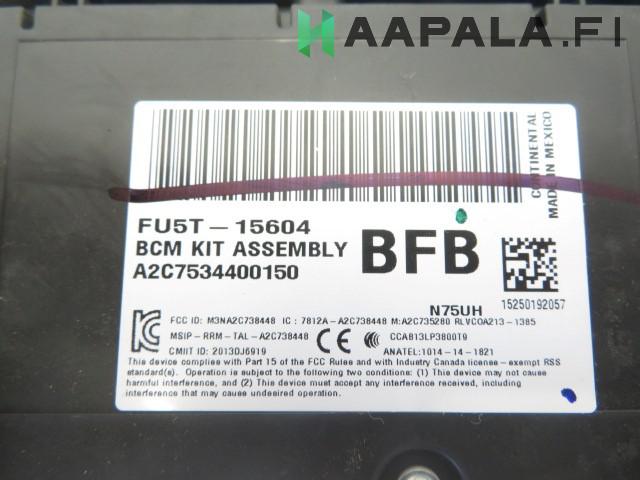 HAAPALA.FI
CONTINENTAL
MADE IN MEXICO
FU5T-15604
BCM KIT ASSEMBLY
A2C7534400150
BFB
N75UH
15250192057
FCC ID: M3NA2C738448 IC: 7812A-A2C738448 M:A2C735280 RLVCOA213-1385
MSIP-RRM-TAL-A2C738448
CE
CCAB13LP3800T9
CMIIT ID: 2013DJ6919
ANATEL:1014-14-1821
This device complies with Part 15 of the FCC Rules and with Industry Canada license-exempt RSS
standard(s). Operation is subject to the following two conditions: (1) This device may not cause
harmful interference, and (2) This device must accept any interference received, including
interference that may cause undesired operation.